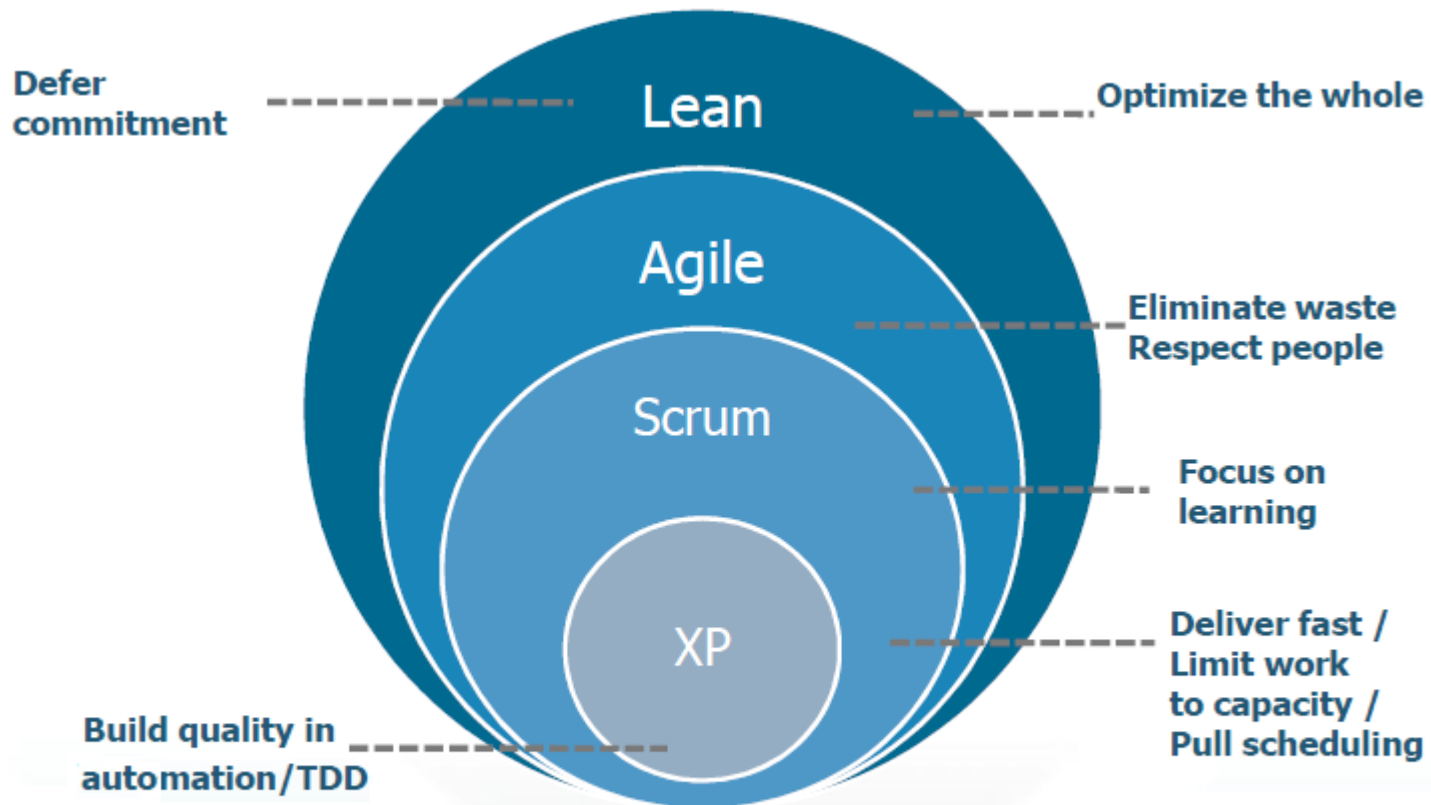 Defer
commitment
Lean
Optimize the whole
Agile
Eliminate waste
Respect people
Scrum
Focus on
learning
XP
Deliver fast /
Limit work
to capacity /
Pull scheduling
Build quality in
automation/TDD